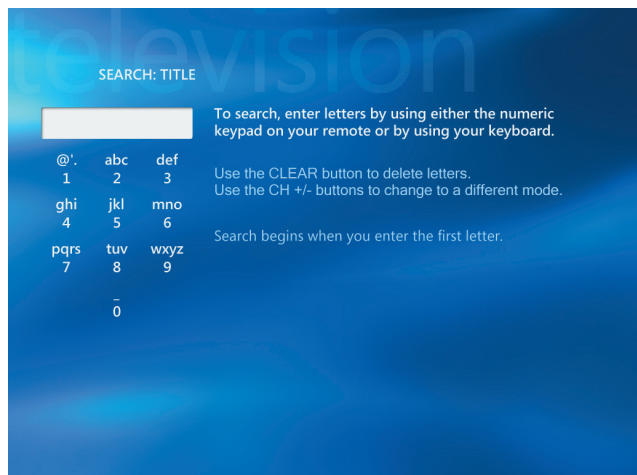 television
SEARCH: TITLE
To search, enter letters by using either the numeric
keypad on your remote or by using your keyboard.
@'. abc def
1 2 3
Use the CLEAR button to delete letters.
Use the CH +/- buttons to change to a different mode.
ghi jkl mno
4 5 6
Search begins when you enter the first letter.
pqrs tuv wxyz
7 8 9
_
0